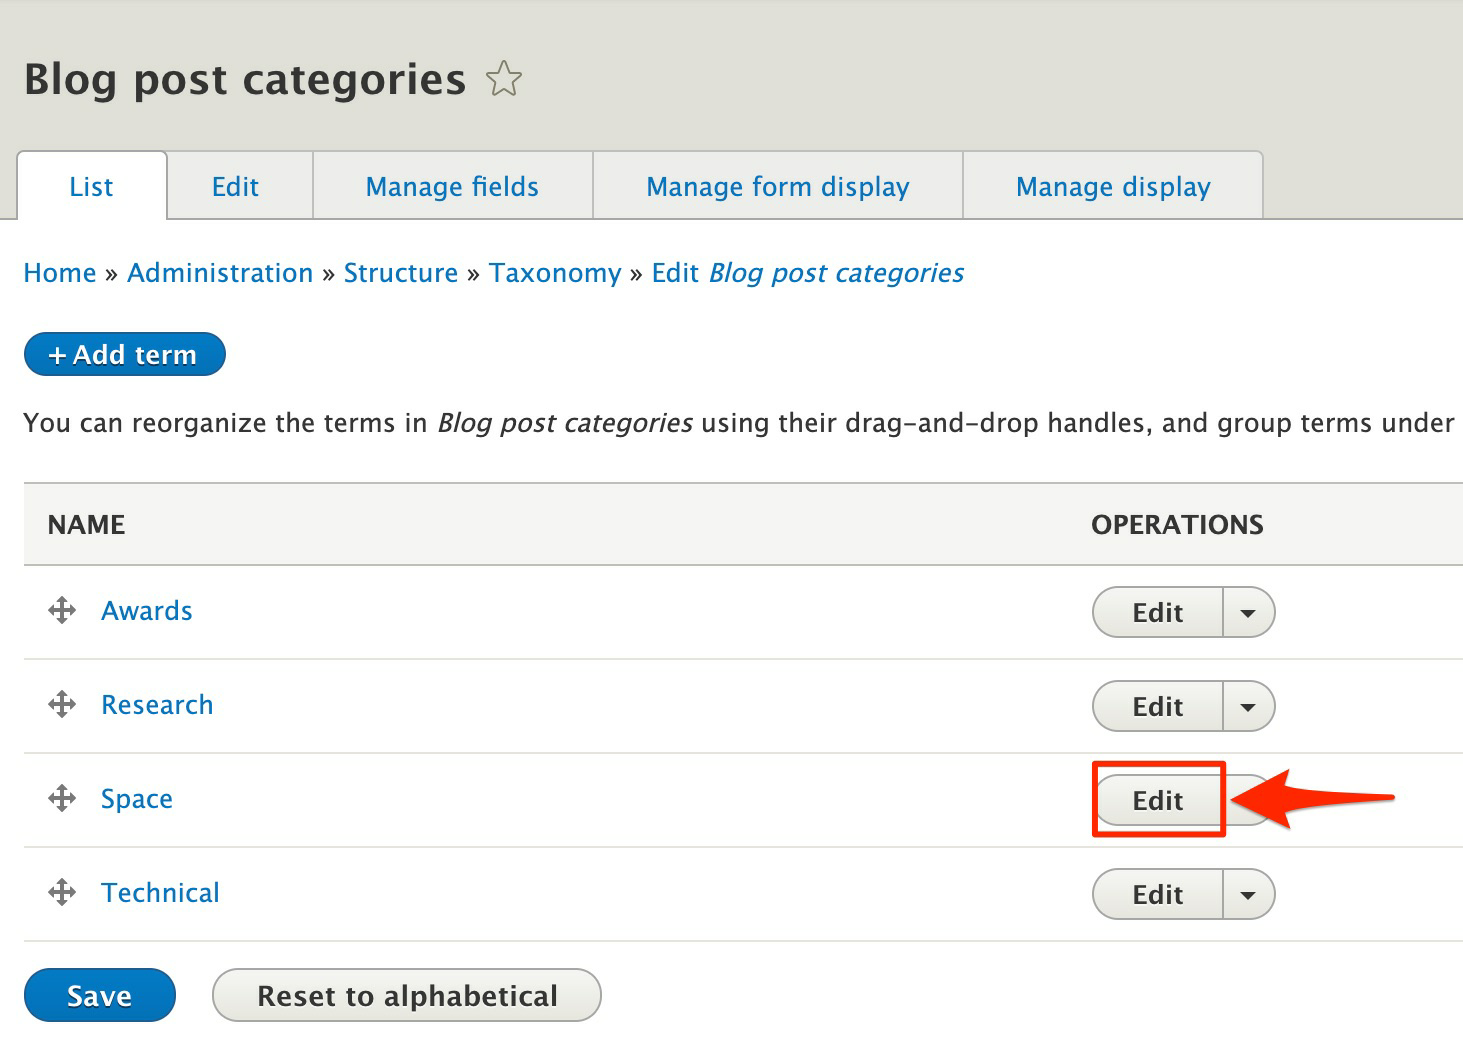 Blog post categories
List Edit Manage fields Manage form display Manage display
Home » Administration » Structure » Taxonomy » Edit Blog post categories
+ Add term
You can reorganize the terms in Blog post categories using their drag-and-drop handles, and group terms under
NAME OPERATIONS
Awards Edit
Research Edit
Space Edit
Technical Edit
Save Reset to alphabetical